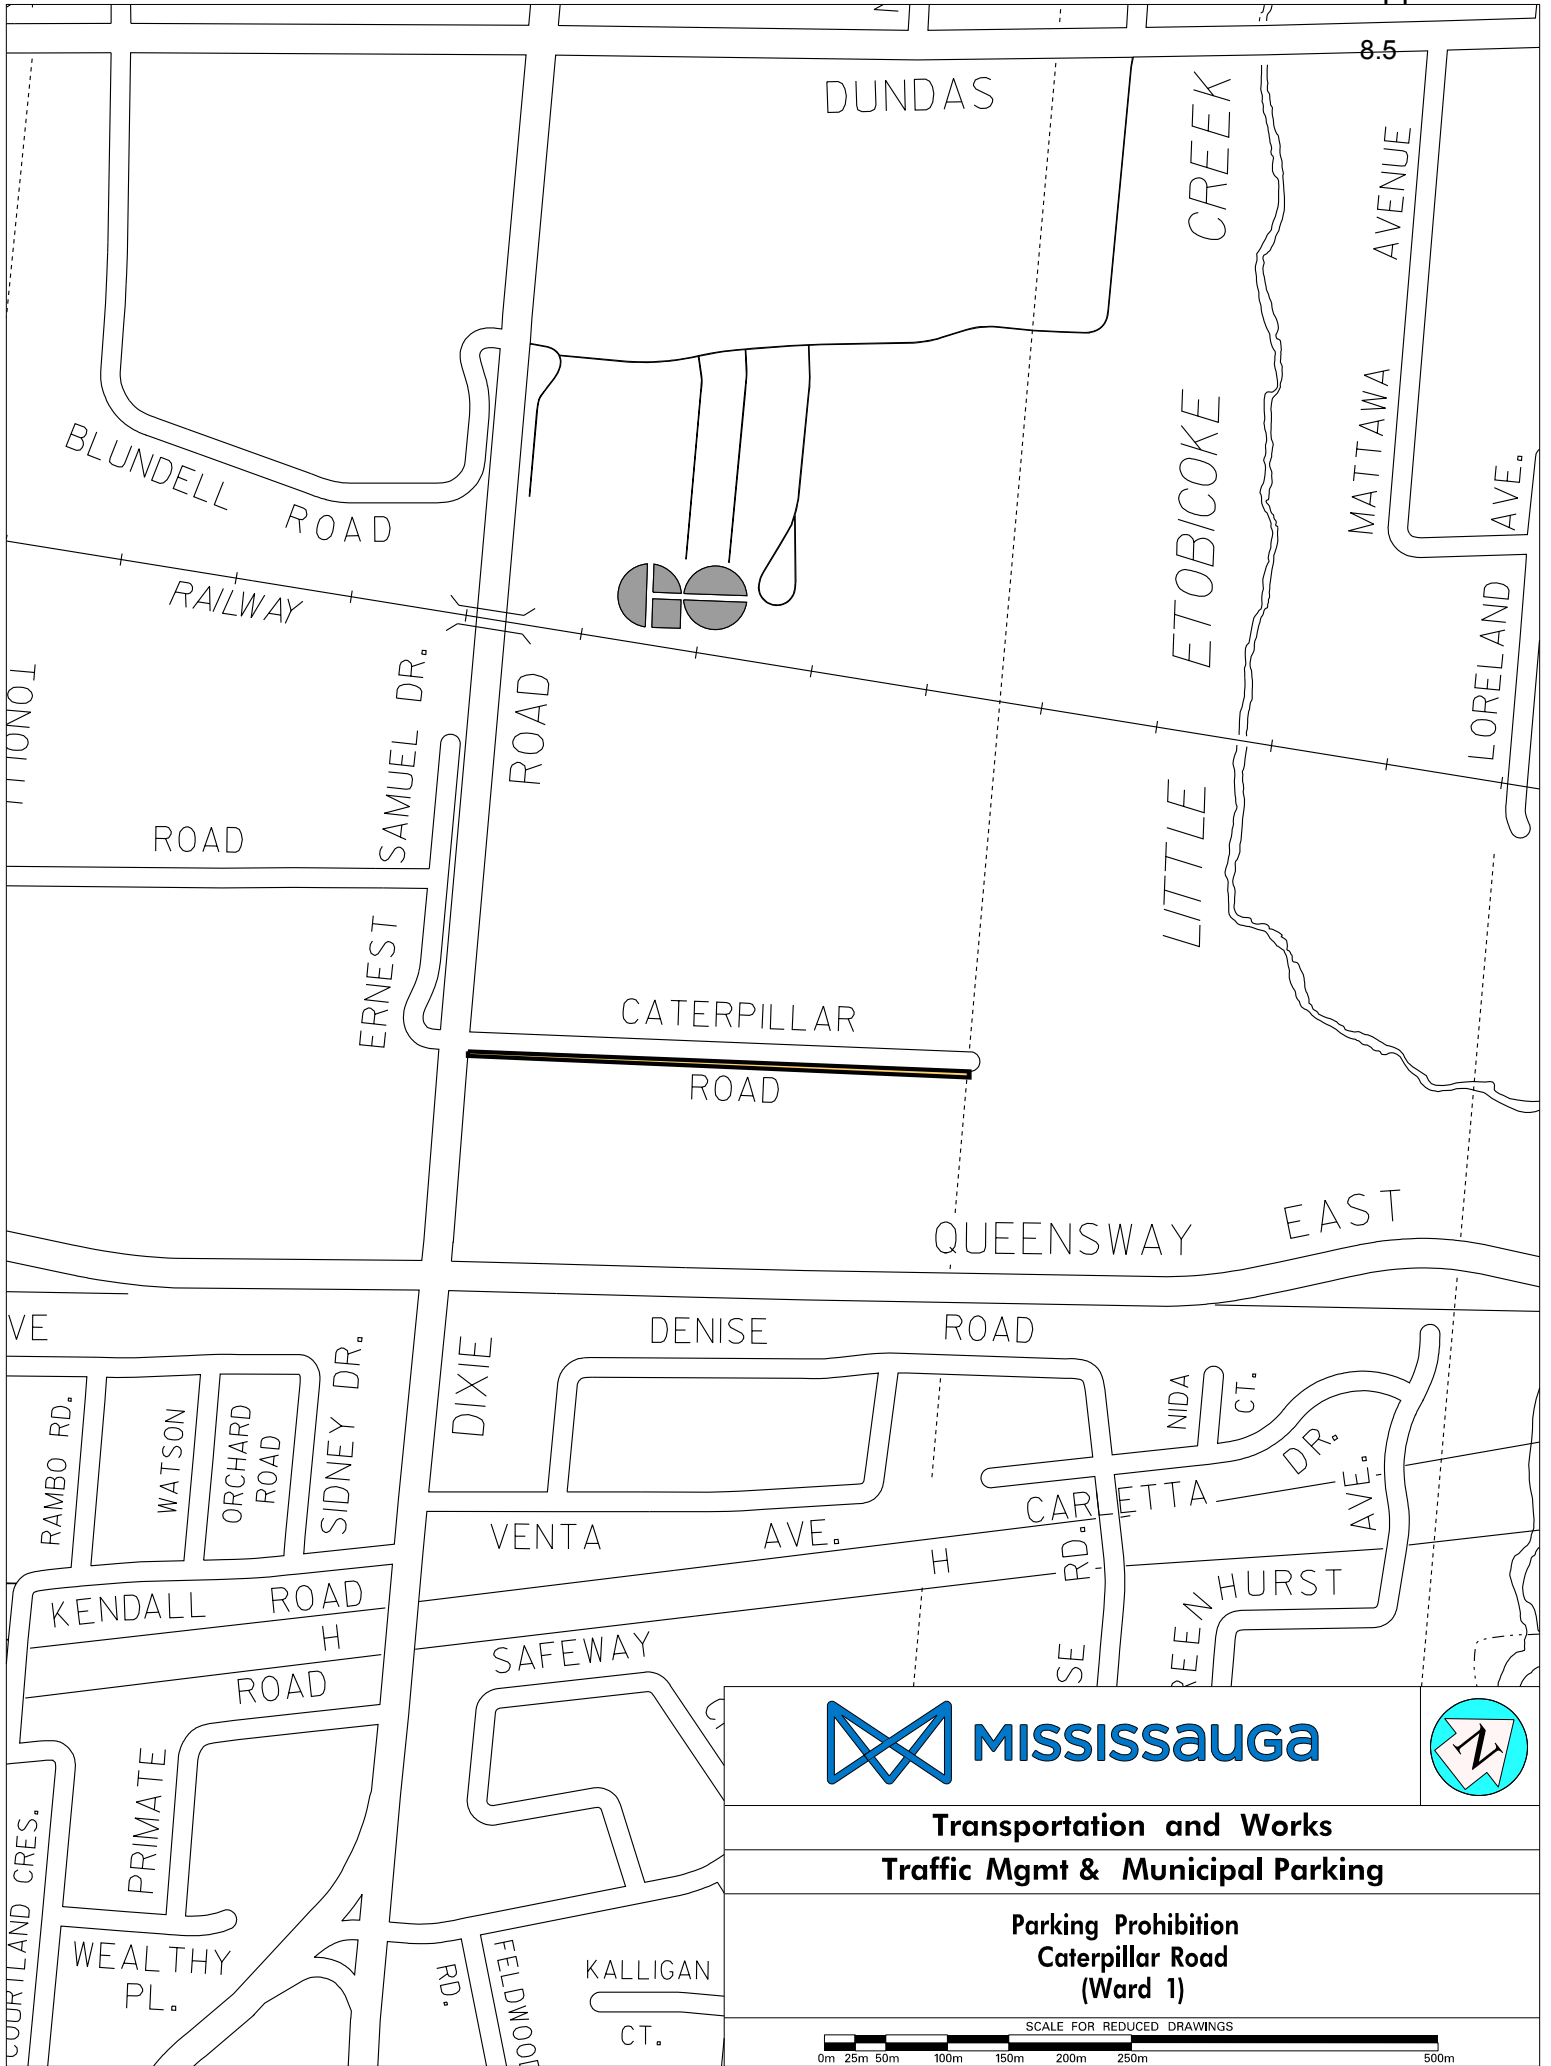 8.5
DUNDAS
CREEK
AVENUE
MATTAWA
BLUNDELL
ROAD
ETOBICOKE
AVE.
RAILWAY
LORELAND
SAMUEL DR.
ROAD
ROAD
LITTLE
ERNEST
CATERPILLAR
ROAD
QUEENSWAY
EAST
VE
DENISE
ROAD
DIXIE
RAMBO RD.
WATSON
ORCHARD
ROAD
SIDNEY DR.
NIDA
CT.
DR.
CARLETTA
AVE.
VENTA
AVE.
H
RD.
HURST
KENDALL
ROAD
H
ROAD
SAFEWAY
SE
REEN
PRIMATE
COURTLAND CRES.
WEALTHY
PL.
RD.
FELDWOOD
KALLIGAN
CT.
MISSISSAUGA
N
Transportation and Works
Traffic Mgmt & Municipal Parking
Parking Prohibition
Caterpillar Road
(Ward 1)
SCALE FOR REDUCED DRAWINGS
0m 25m 50m 100m 150m 200m 250m 500m